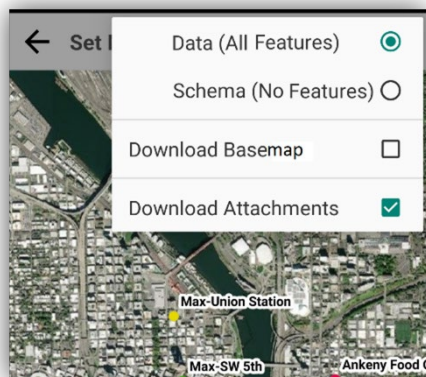 Set
Data (All Features)
Schema (No Features)
Download Basemap
Download Attachments
Max-Union Station
Max-SW 5th
Ankeny Food